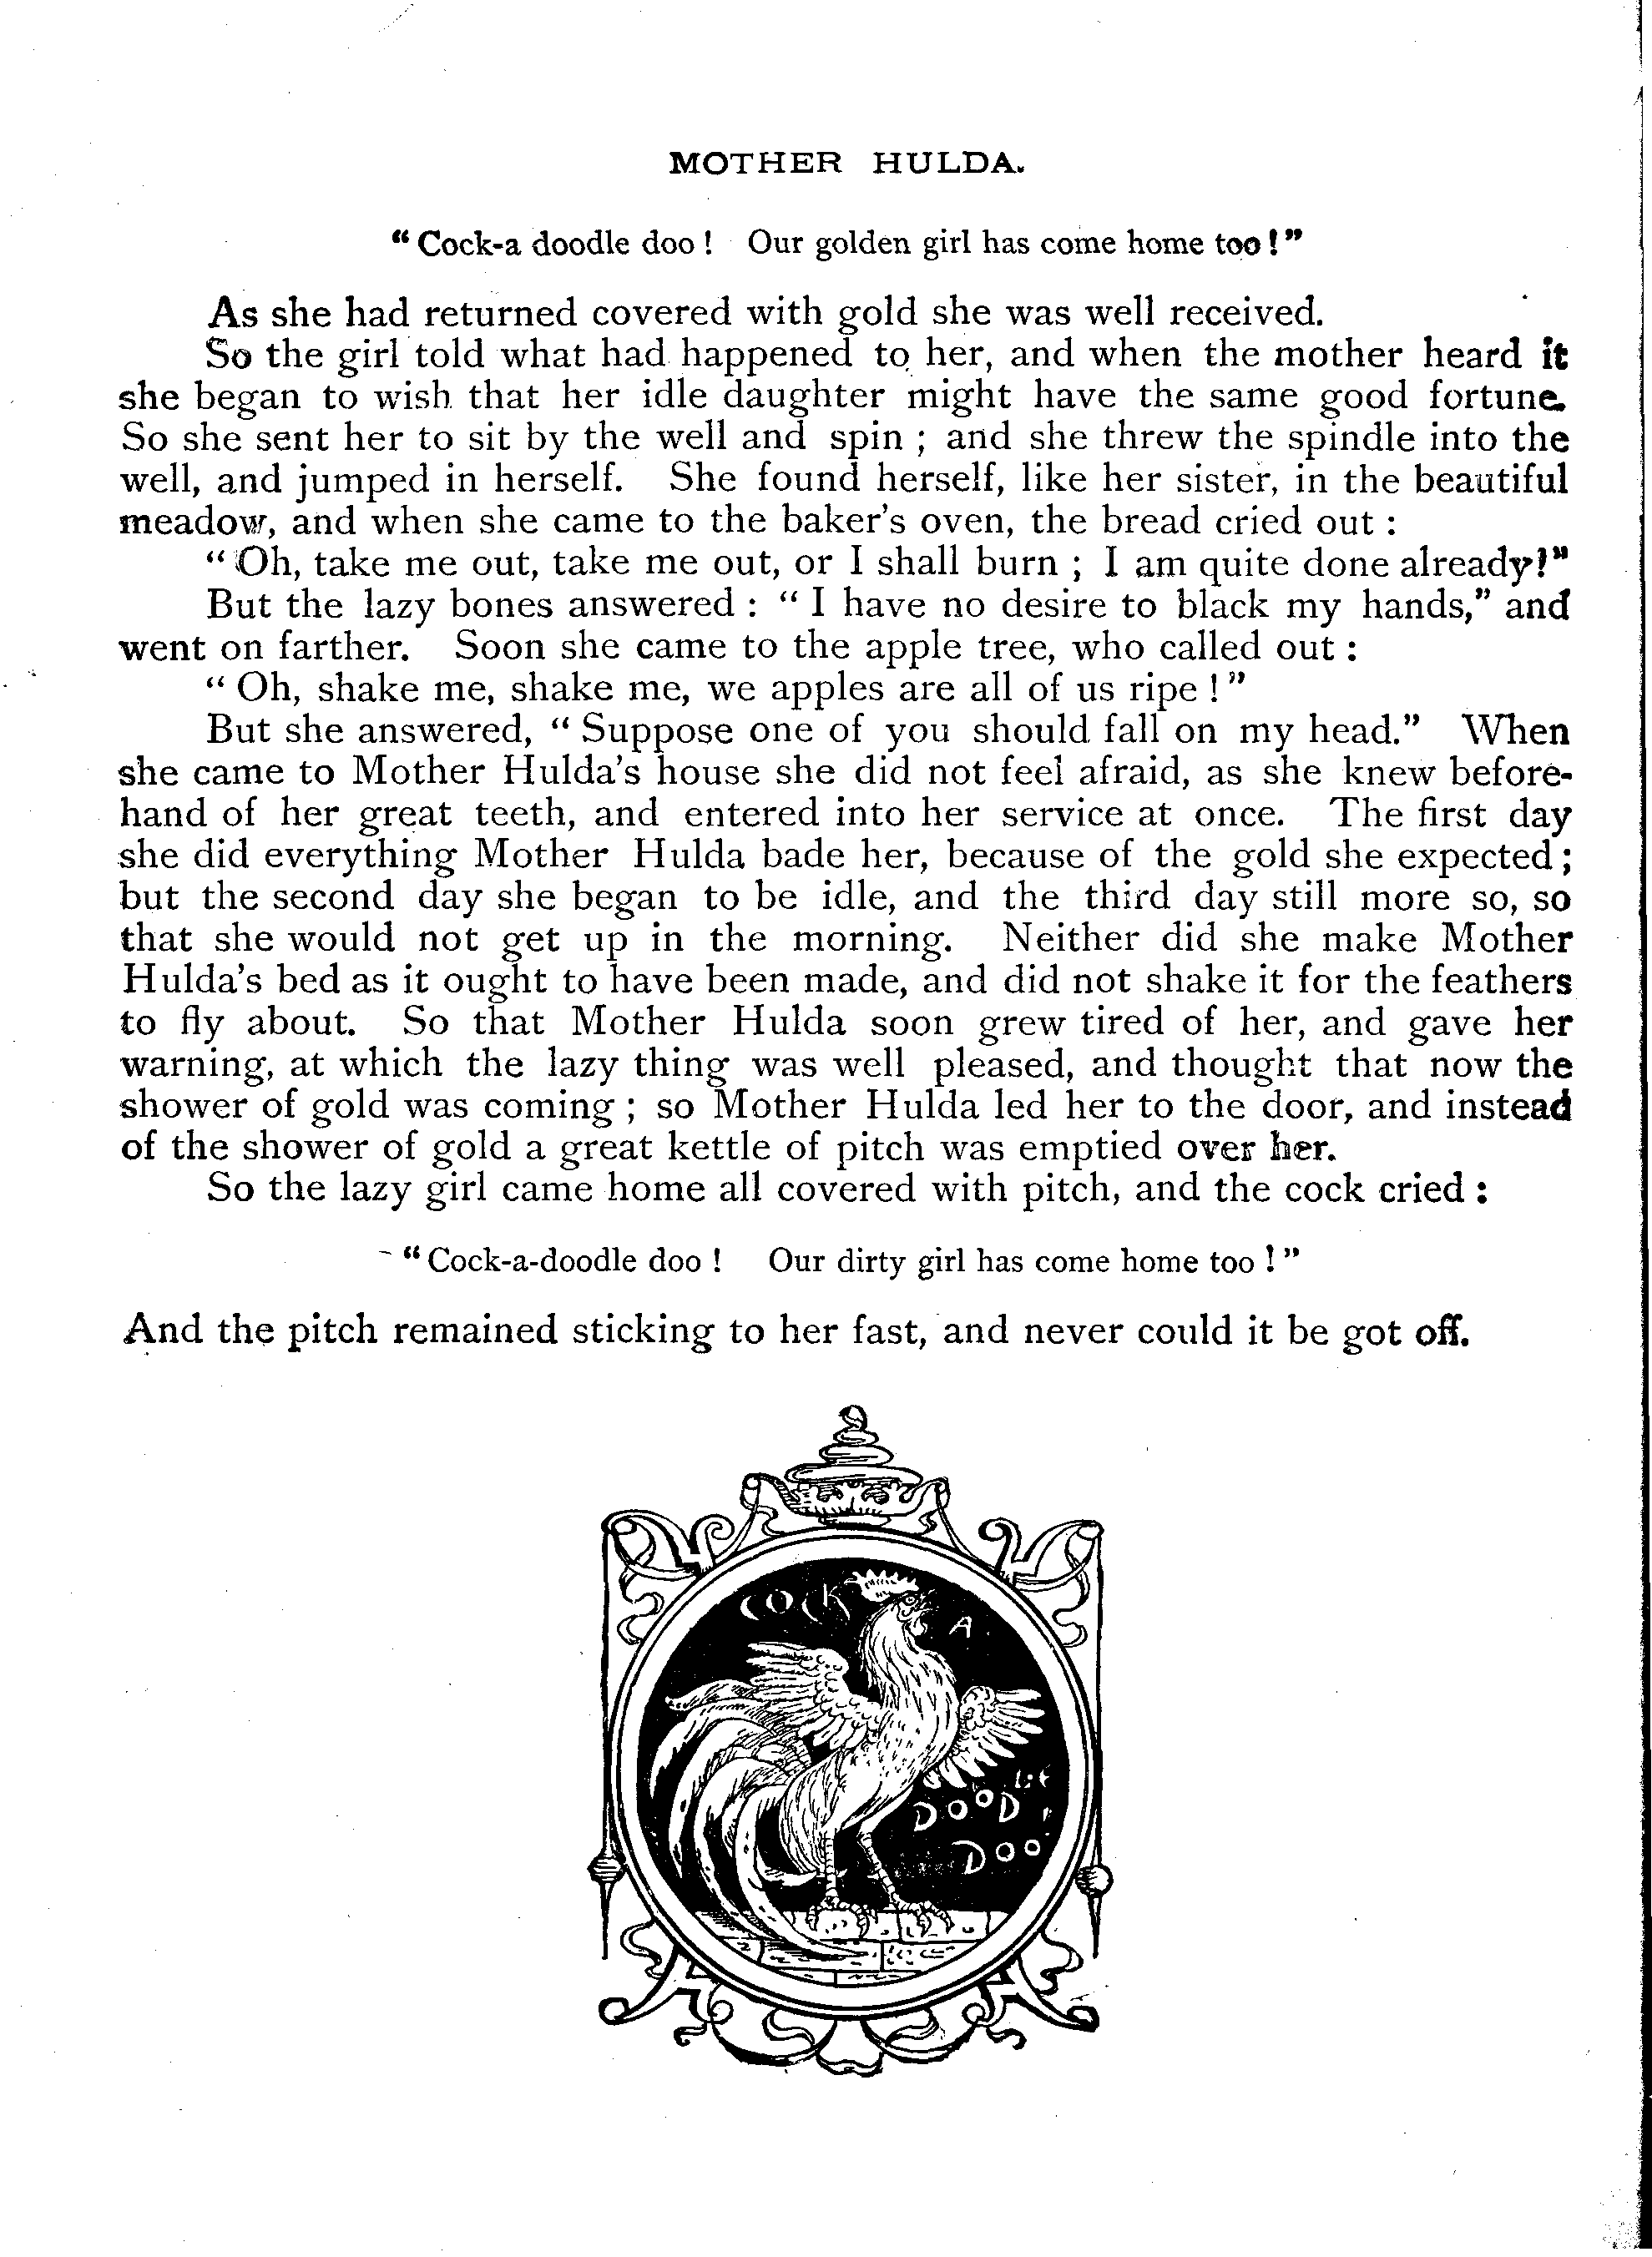 MOTHER HULDA.
“Cock-a doodle doo! Our golden girl has come home too!”
As she had returned covered with gold she was well received.
So the girl told what had happened to her, and when the mother heard it
she began to wish that her idle daughter might have the same good fortune.
So she sent her to sit by the well and spin; and she threw the spindle into the
well, and jumped in herself. She found herself, like her sister, in the beautiful
meadow, and when she came to the baker's oven, the bread cried out:
“Oh, take me out, take me out, or I shall burn; I am quite done already!”
But the lazy bones answered: “I have no desire to black my hands,” and
went on farther. Soon she came to the apple tree, who called out:
“Oh, shake me, shake me, we apples are all of us ripe!”
But she answered, “Suppose one of you should fall on my head.” When
she came to Mother Hulda's house she did not feel afraid, as she knew before-
hand of her great teeth, and entered into her service at once. The first day
she did everything Mother Hulda bade her, because of the gold she expected;
but the second day she began to be idle, and the third day still more so, so
that she would not get up in the morning. Neither did she make Mother
Hulda's bed as it ought to have been made, and did not shake it for the feathers
to fly about. So that Mother Hulda soon grew tired of her, and gave her
warning, at which the lazy thing was well pleased, and thought that now the
shower of gold was coming; so Mother Hulda led her to the door, and instead
of the shower of gold a great kettle of pitch was emptied over her.
So the lazy girl came home all covered with pitch, and the cock cried:
“Cock-a-doodle doo! Our dirty girl has come home too!”
And the pitch remained sticking to her fast, and never could it be got off.
COCK
A
DOOD LE
DOO